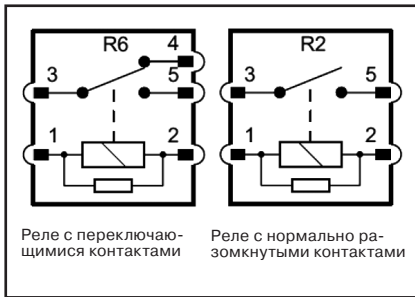 R6
4
3
5
1
2
R2
3
5
1
2
Реле с переключаю-
щимися контактами
Реле с нормально ра-
зомкнутыми контактами